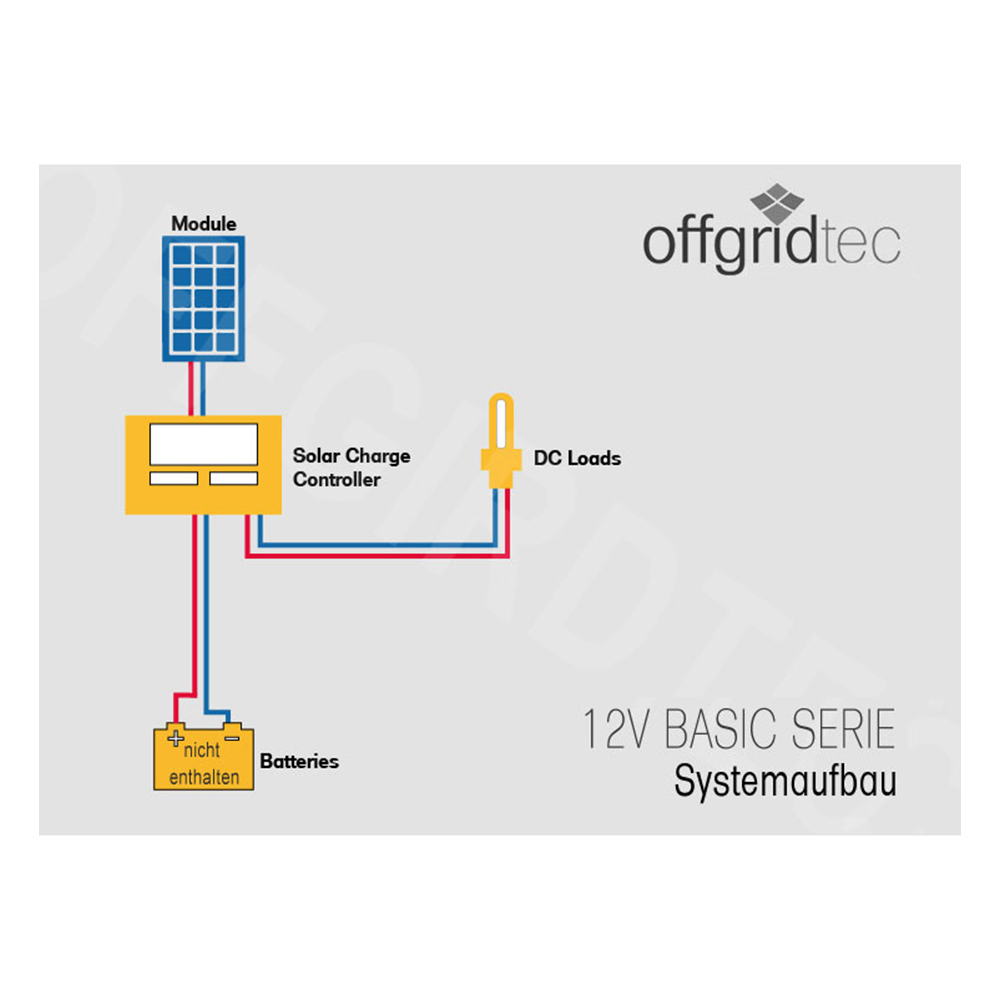 Module
offgridtec
Solar Charge
Controller
DC Loads
+ nicht -
enthalten
Batteries
12V BASIC SERIE
Systemaufbau